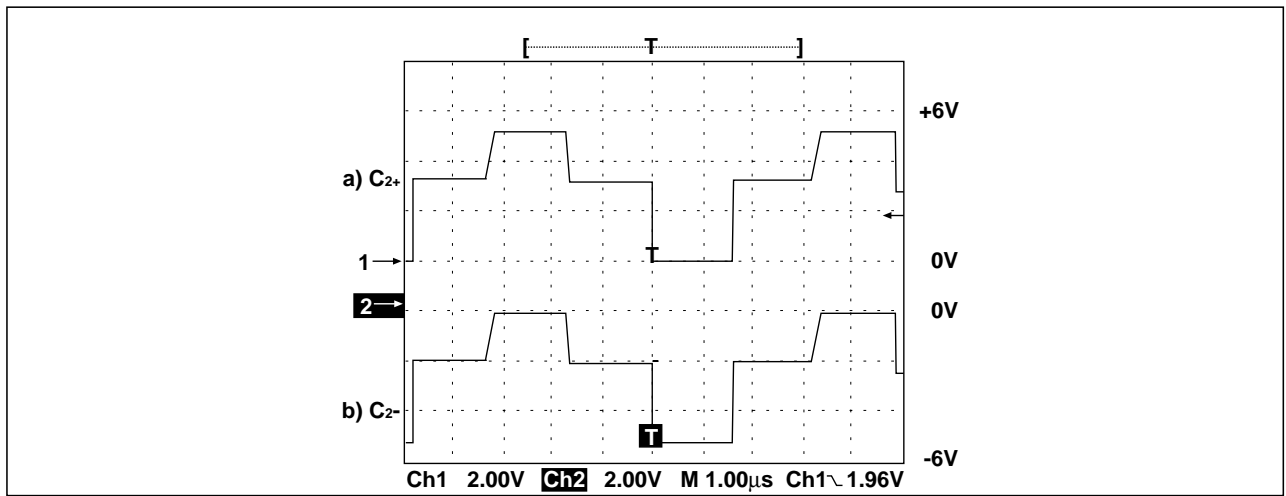 [ T ]
+6V
a) C2+
T
1
0V
2
0V
b) C2-
T
-6V
Ch1 2.00V Ch2 2.00V M 1.00µs Ch1 1.96V